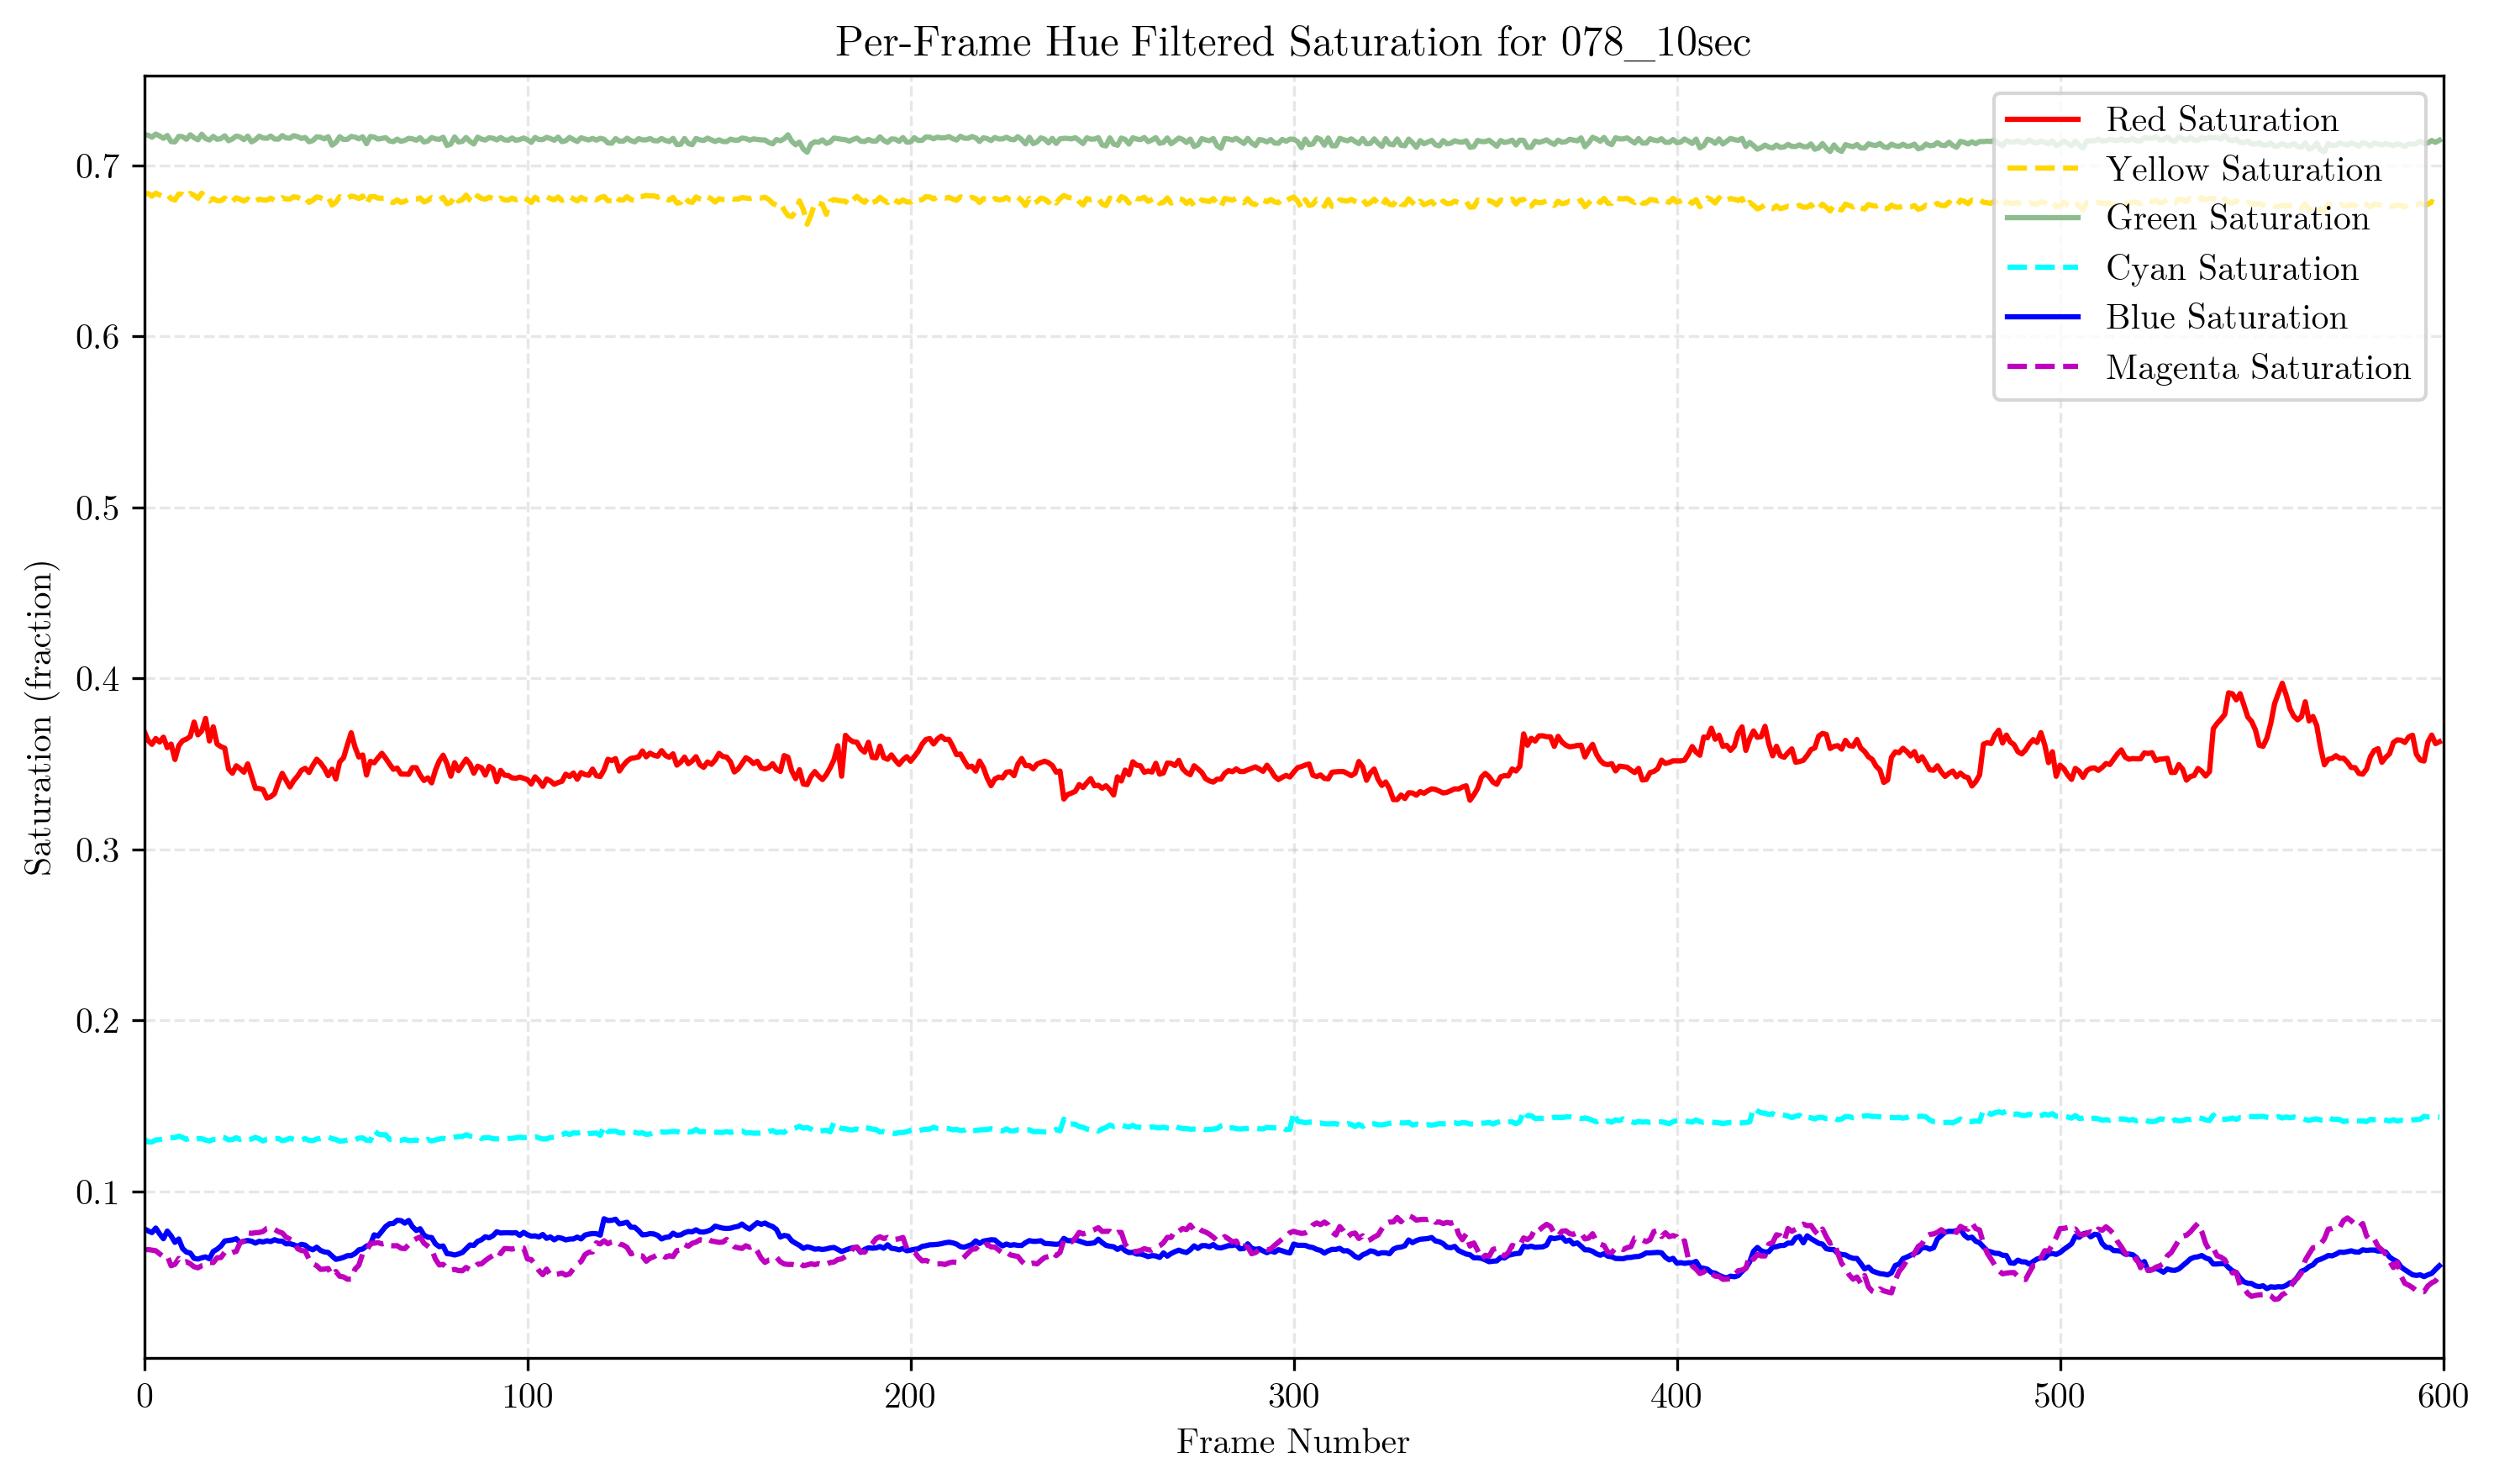 Per-Frame Hue Filtered Saturation for 078_10sec
Red Saturation
Yellow Saturation
Green Saturation
Cyan Saturation
Blue Saturation
Magenta Saturation
0.7
0.6
0.5
0.4
0.3
0.2
0.1
Saturation (fraction)
0 100 200 300 400 500 600
Frame Number